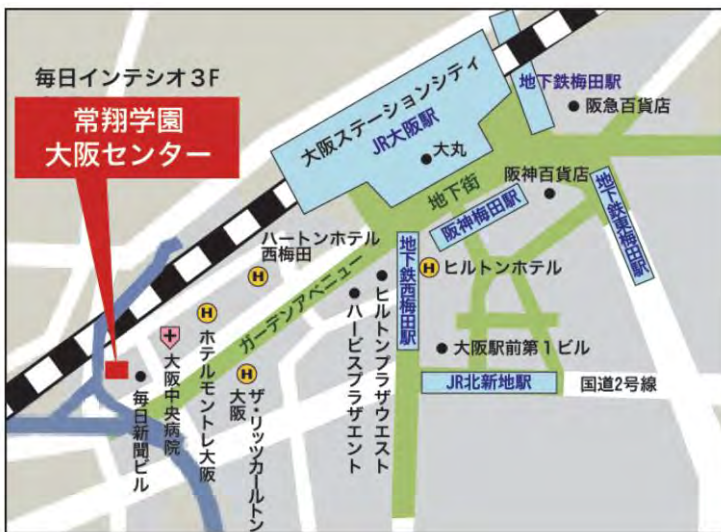 毎日インテシオ3F
常翔学園
大阪センター
大阪ステーションシティ
JR大阪駅
地下鉄梅田駅
阪急百貨店
大丸
地下街
阪神百貨店
阪神梅田駅
地下鉄東梅田駅
ハートンホテル
西梅田
ガーデンアベニュー
地下鉄西梅田駅
ヒルトンホテル
ヒルトンプラザウエスト
ハービスプラザエント
大阪駅前第1ビル
JR北新地駅
国道2号線
ホテルモントレ大阪
ザ・リッツカールトン
大阪
大阪中央病院
毎日新聞ビル
H
H
H
H